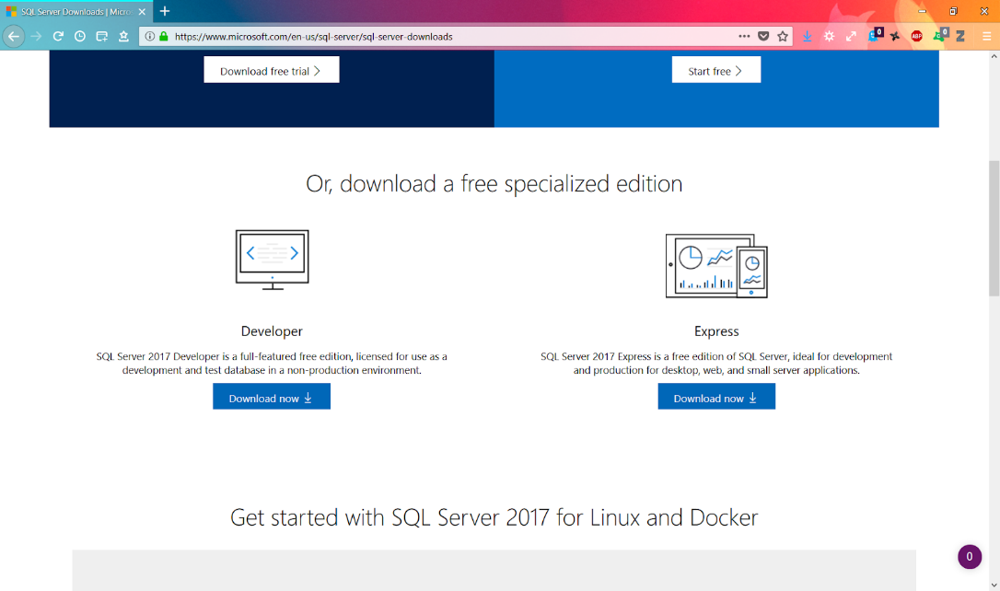 SQL Server Downloads | Micro
https://www.microsoft.com/en-us/sql-server/sql-server-downloads
0
ABP
0
Z
Download free trial
Start free
Or, download a free specialized edition
Developer
Express
SQL Server 2017 Developer is a full-featured free edition, licensed for use as a
development and test database in a non-production environment.
SQL Server 2017 Express is a free edition of SQL Server, ideal for development
and production for desktop, web, and small server applications.
Download now
Download now
Get started with SQL Server 2017 for Linux and Docker
0